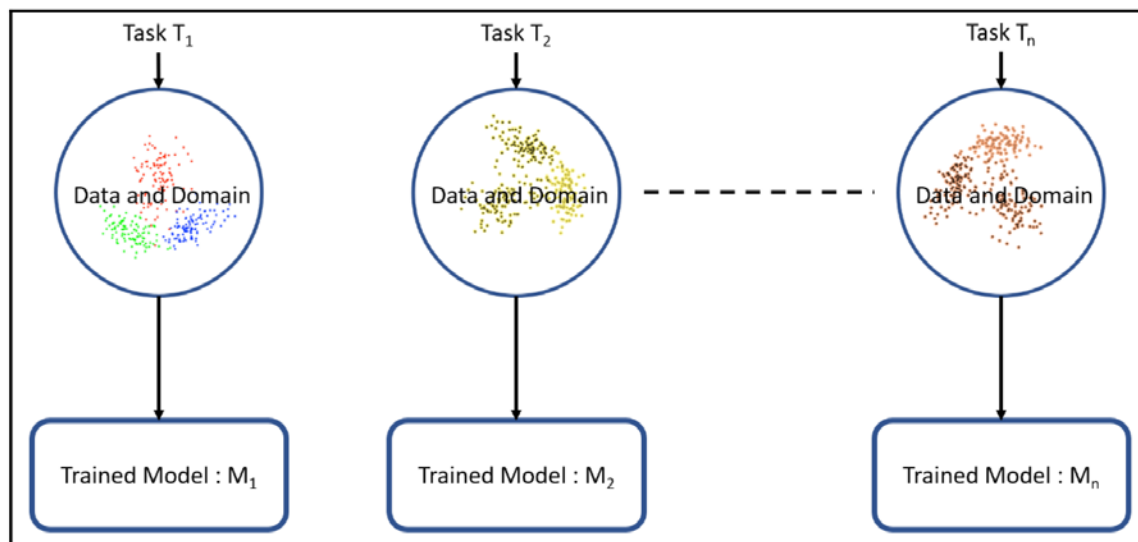 Task T₁
Task T₂
Task Tₙ
Data and Domain
Data and Domain
Data and Domain
Trained Model : M₁
Trained Model : M₂
Trained Model : Mₙ